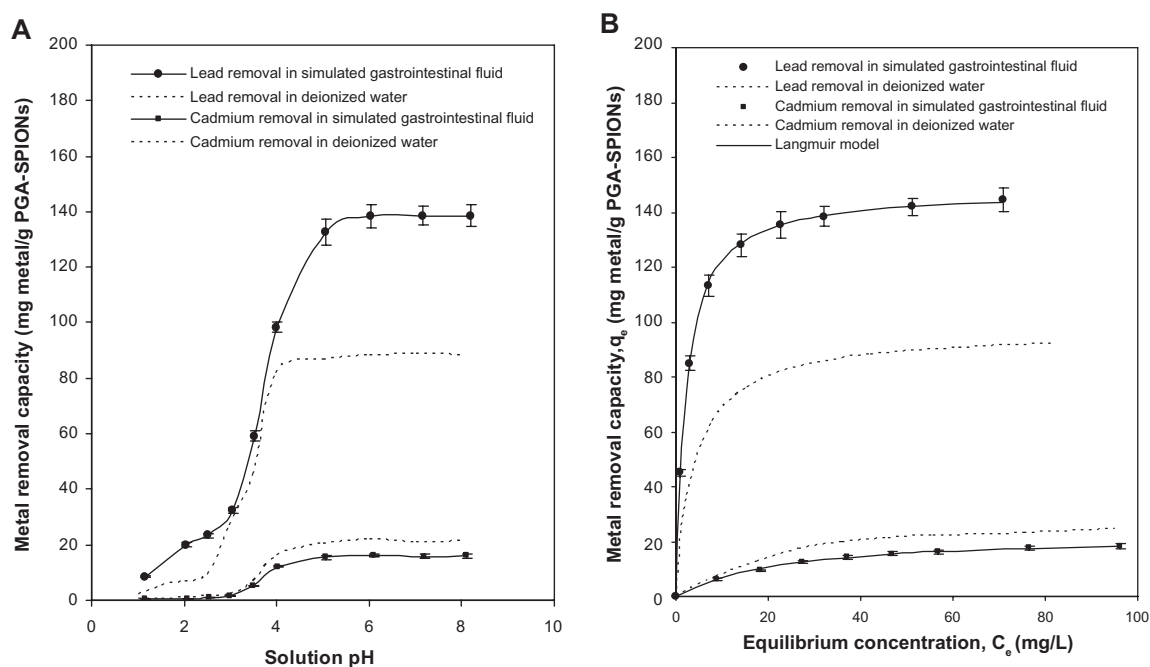 A
Metal removal capacity (mg metal/g PGA-SPIONs)
200
180
160
140
120
100
80
60
40
20
0
Lead removal in simulated gastrointestinal fluid
Lead removal in deionized water
Cadmium removal in simulated gastrointestinal fluid
Cadmium removal in deionized water
0 2 4 6 8 10
Solution pH
B
Metal removal capacity,qₑ (mg metal/g PGA-SPIONs)
200
180
160
140
120
100
80
60
40
20
0
Lead removal in simulated gastrointestinal fluid
Lead removal in deionized water
Cadmium removal in simulated gastrointestinal fluid
Cadmium removal in deionized water
Langmuir model
0 20 40 60 80 100
Equilibrium concentration, Cₑ (mg/L)